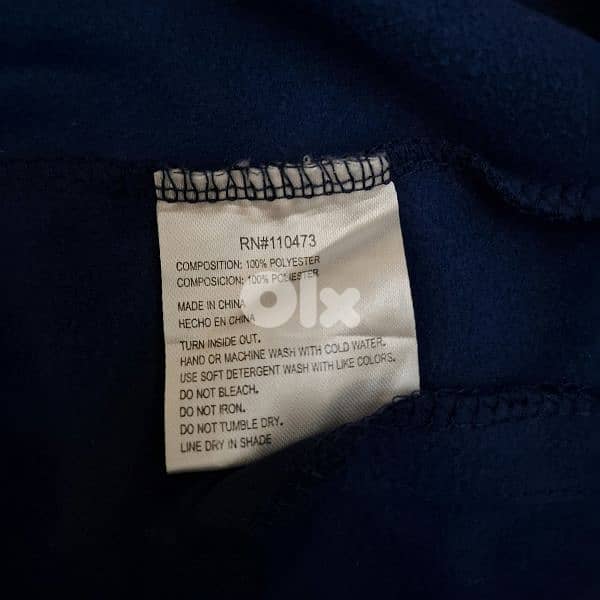 RN#110473
COMPOSITION: 100% POLYESTER
COMPOSICION: 100% POLIESTER
MADE IN CHINA
HECHO EN CHINA
OLX
TURN INSIDE OUT.
HAND OR MACHINE WASH WITH COLD WATER.
USE SOFT DETERGENT WASH WITH LIKE COLORS.
DO NOT BLEACH.
DO NOT IRON.
DO NOT TUMBLE DRY.
LINE DRY IN SHADE